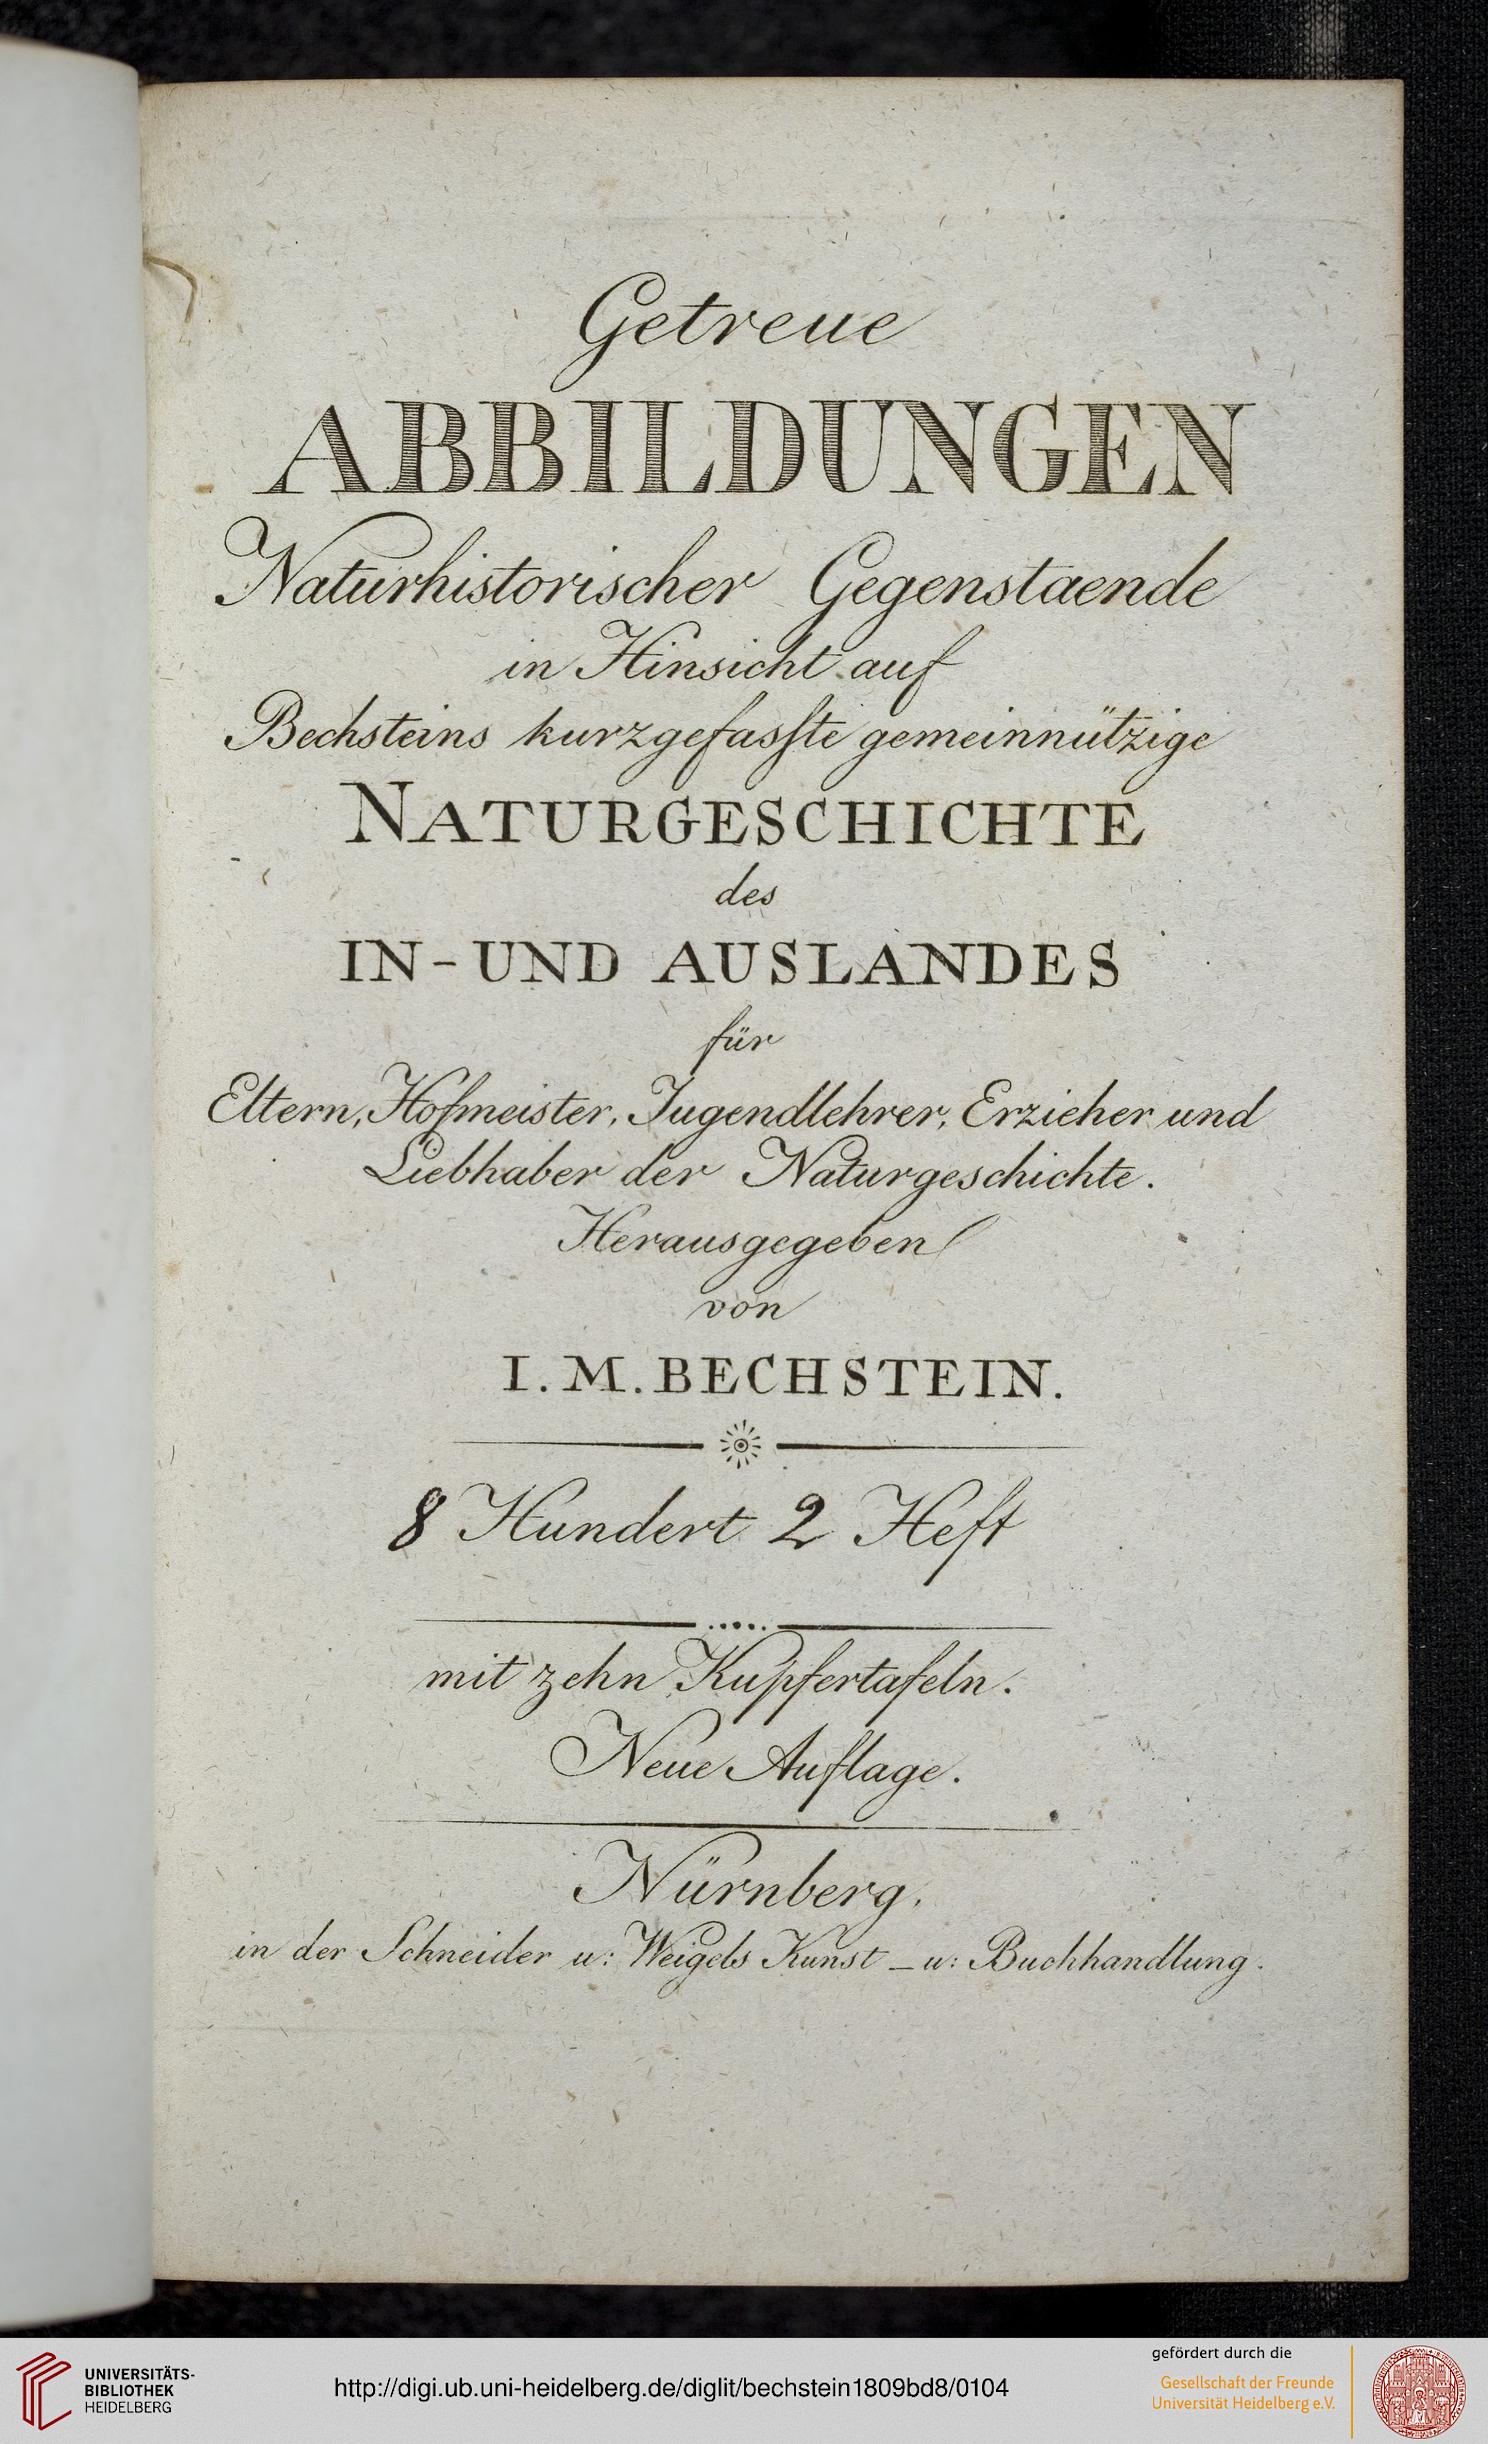 Getreue
ABBILDUNGEN
Naturhistorischer Gegenstaende
in Hinsicht auf
Bechsteins kurzgefasste gemeinnützige
NATURGESCHICHTE
des
IN-UND AUSLANDES
für
Eltern, Hofmeister, Jugendlehrer, Erzieher und
Liebhaber der Naturgeschichte.
Herausgegeben
von
I. M. BECHSTEIN.
8 Hundert 2 Heft
mit zehn Kupfertafeln.
Neue Auflage.
Nürnberg,
in der Schneider u: Weigels Kunst – u: Buchhandlung.
UNIVERSITÄTS-
BIBLIOTHEK
HEIDELBERG
http://digi.ub.uni-heidelberg.de/diglit/bechstein1809bd8/0104
gefördert durch die
Gesellschaft der Freunde
Universität Heidelberg e.V.